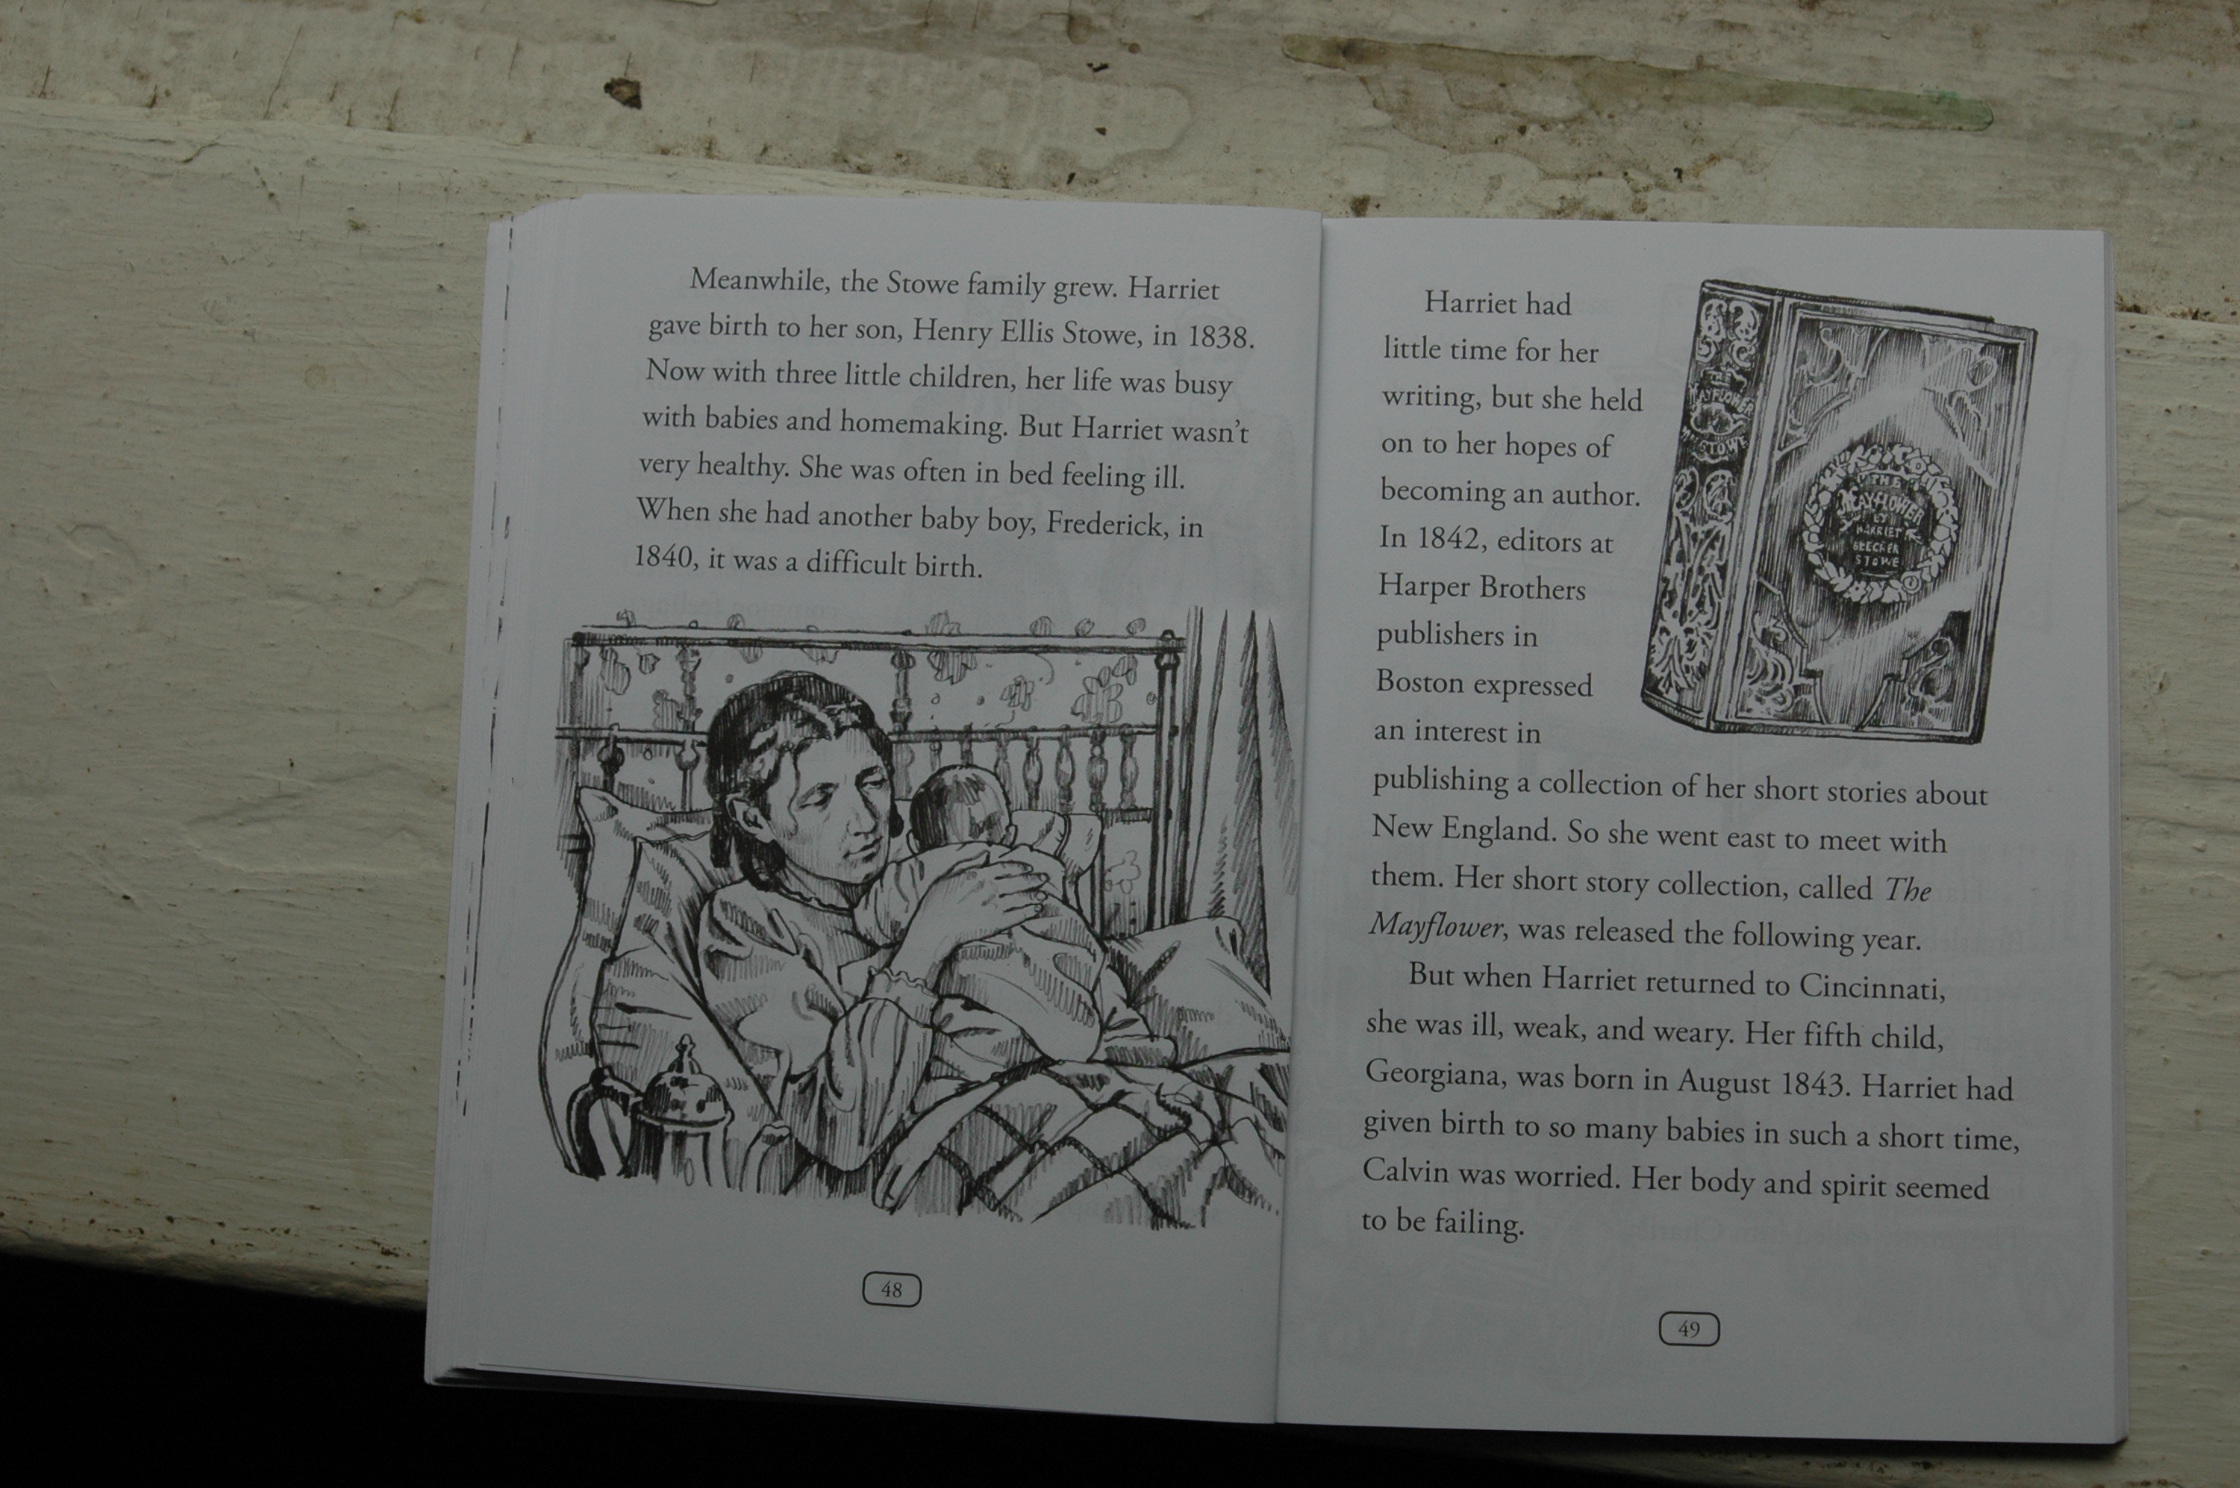 Meanwhile, the Stowe family grew. Harriet
gave birth to her son, Henry Ellis Stowe, in 1838.
Now with three little children, her life was busy
with babies and homemaking. But Harriet wasn't
very healthy. She was often in bed feeling ill.
When she had another baby boy, Frederick, in
1840, it was a difficult birth.
48
Harriet had
little time for her
writing, but she held
on to her hopes of
becoming an author.
In 1842, editors at
Harper Brothers
publishers in
Boston expressed
an interest in
publishing a collection of her short stories about
New England. So she went east to meet with
them. Her short story collection, called The
Mayflower, was released the following year.
But when Harriet returned to Cincinnati,
she was ill, weak, and weary. Her fifth child,
Georgiana, was born in August 1843. Harriet had
given birth to so many babies in such a short time,
Calvin was worried. Her body and spirit seemed
to be failing.
49
THE
MAYFLOWER
STOWE
THE
MAYFLOWER
BY
HARRIET
BEECHER
STOWE